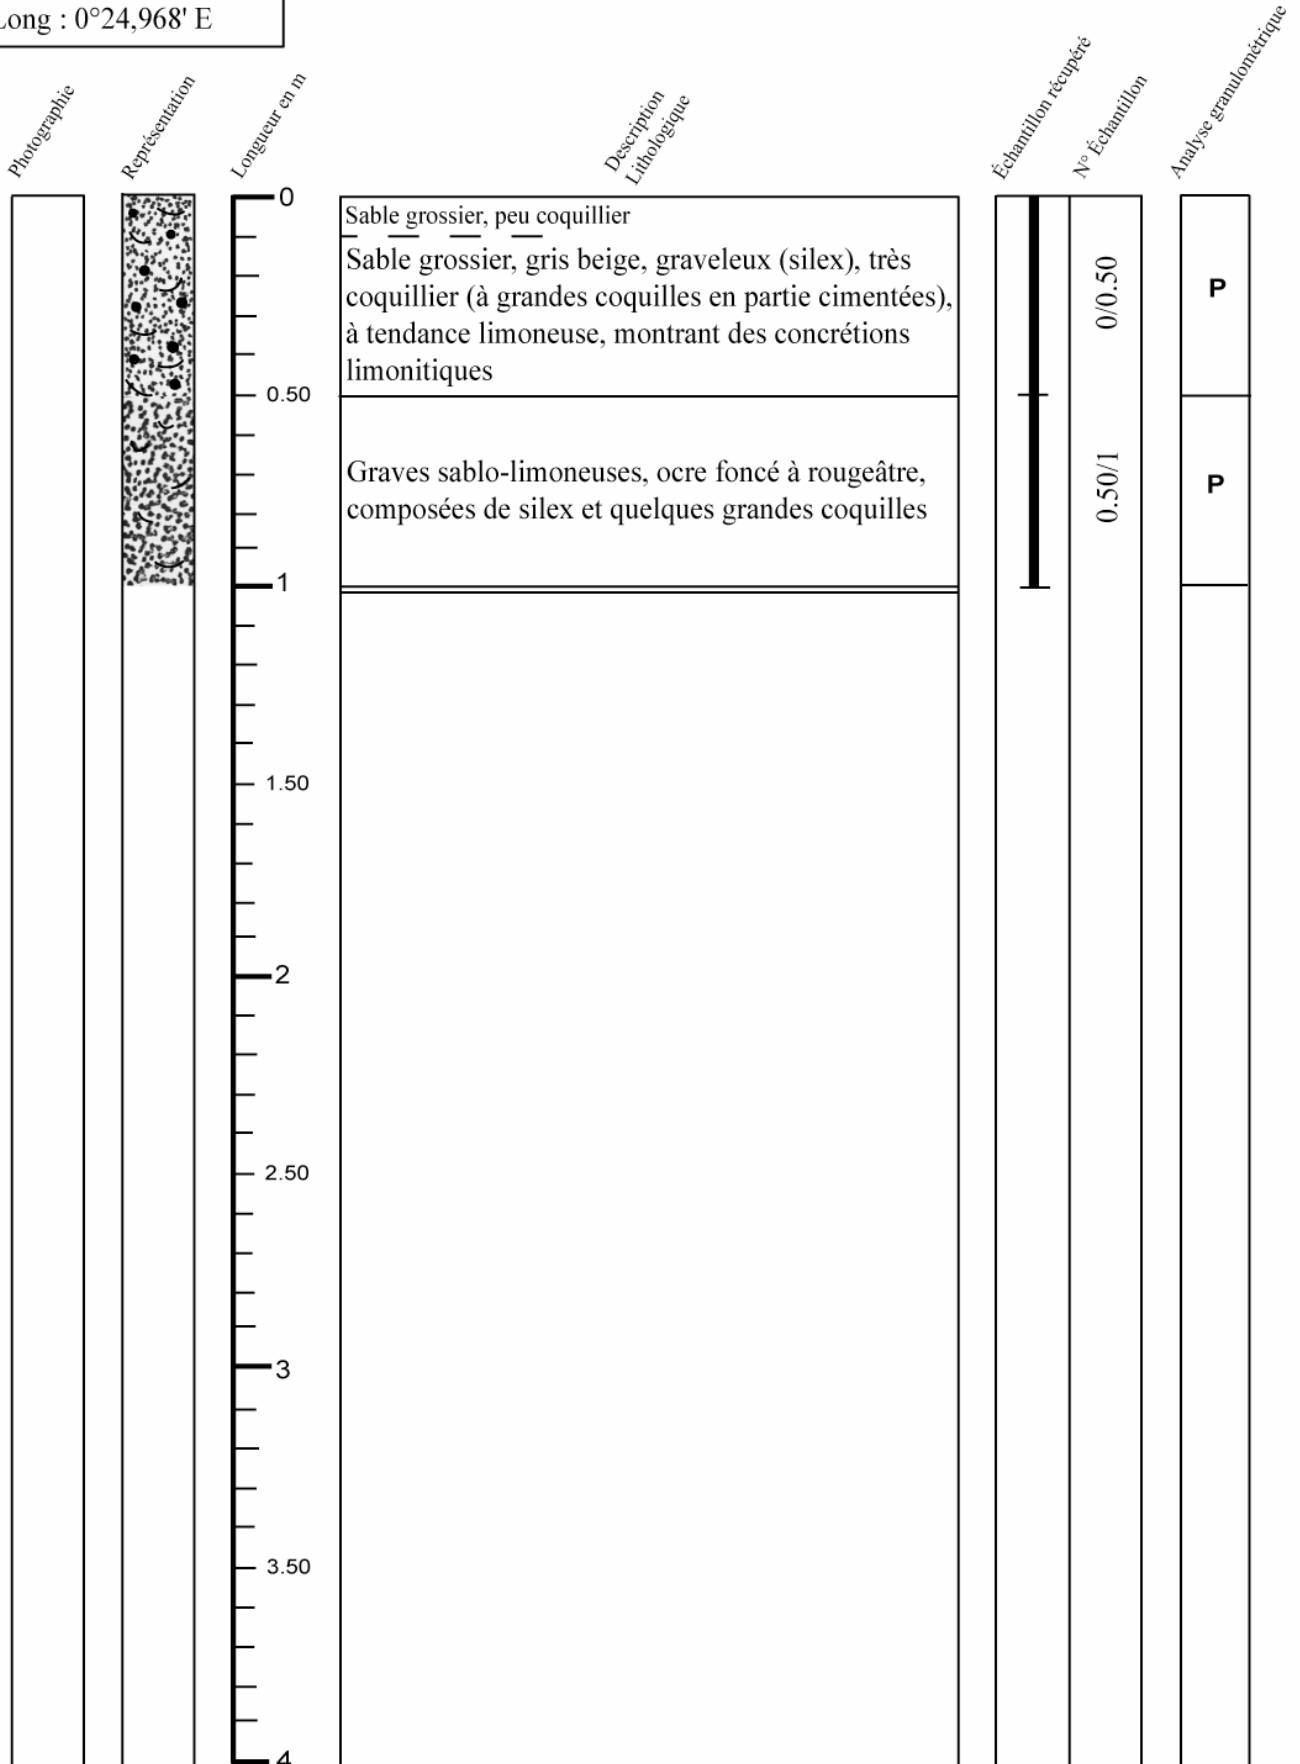 Long : 0°24,968' E
Photographie
Représentation
Longueur en m
Description
Lithologique
Échantillon récupéré
N° Échantillon
Analyse granulométrique
0
Sable grossier, peu coquillier
Sable grossier, gris beige, graveleux (silex), très
coquillier (à grandes coquilles en partie cimentées),
à tendance limoneuse, montrant des concrétions
limonitiques
0/0.50
P
0.50
Graves sablo-limoneuses, ocre foncé à rougeâtre,
composées de silex et quelques grandes coquilles
0.50/1
P
1
1.50
2
2.50
3
3.50
4